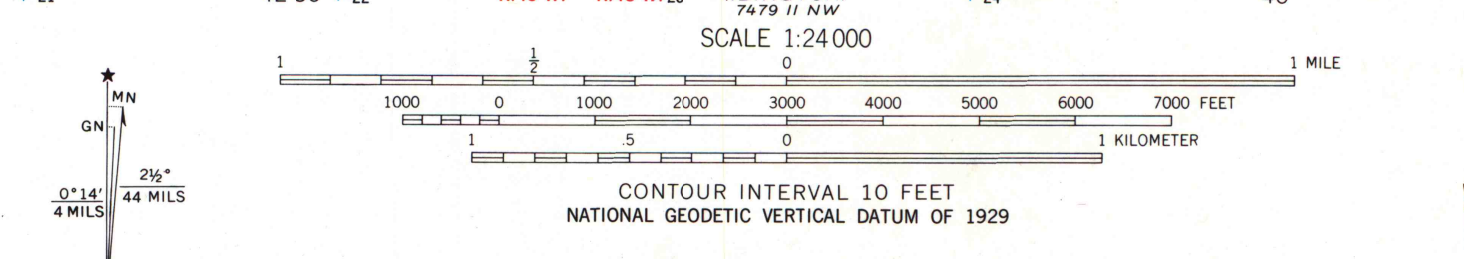 7479 II NW
SCALE 1:24 000
1 ½ 0 1 MILE
1000 0 1000 2000 3000 4000 5000 6000 7000 FEET
1 .5 0 1 KILOMETER
CONTOUR INTERVAL 10 FEET
NATIONAL GEODETIC VERTICAL DATUM OF 1929
★
MN
GN
0°14'
4 MILS
2½°
44 MILS